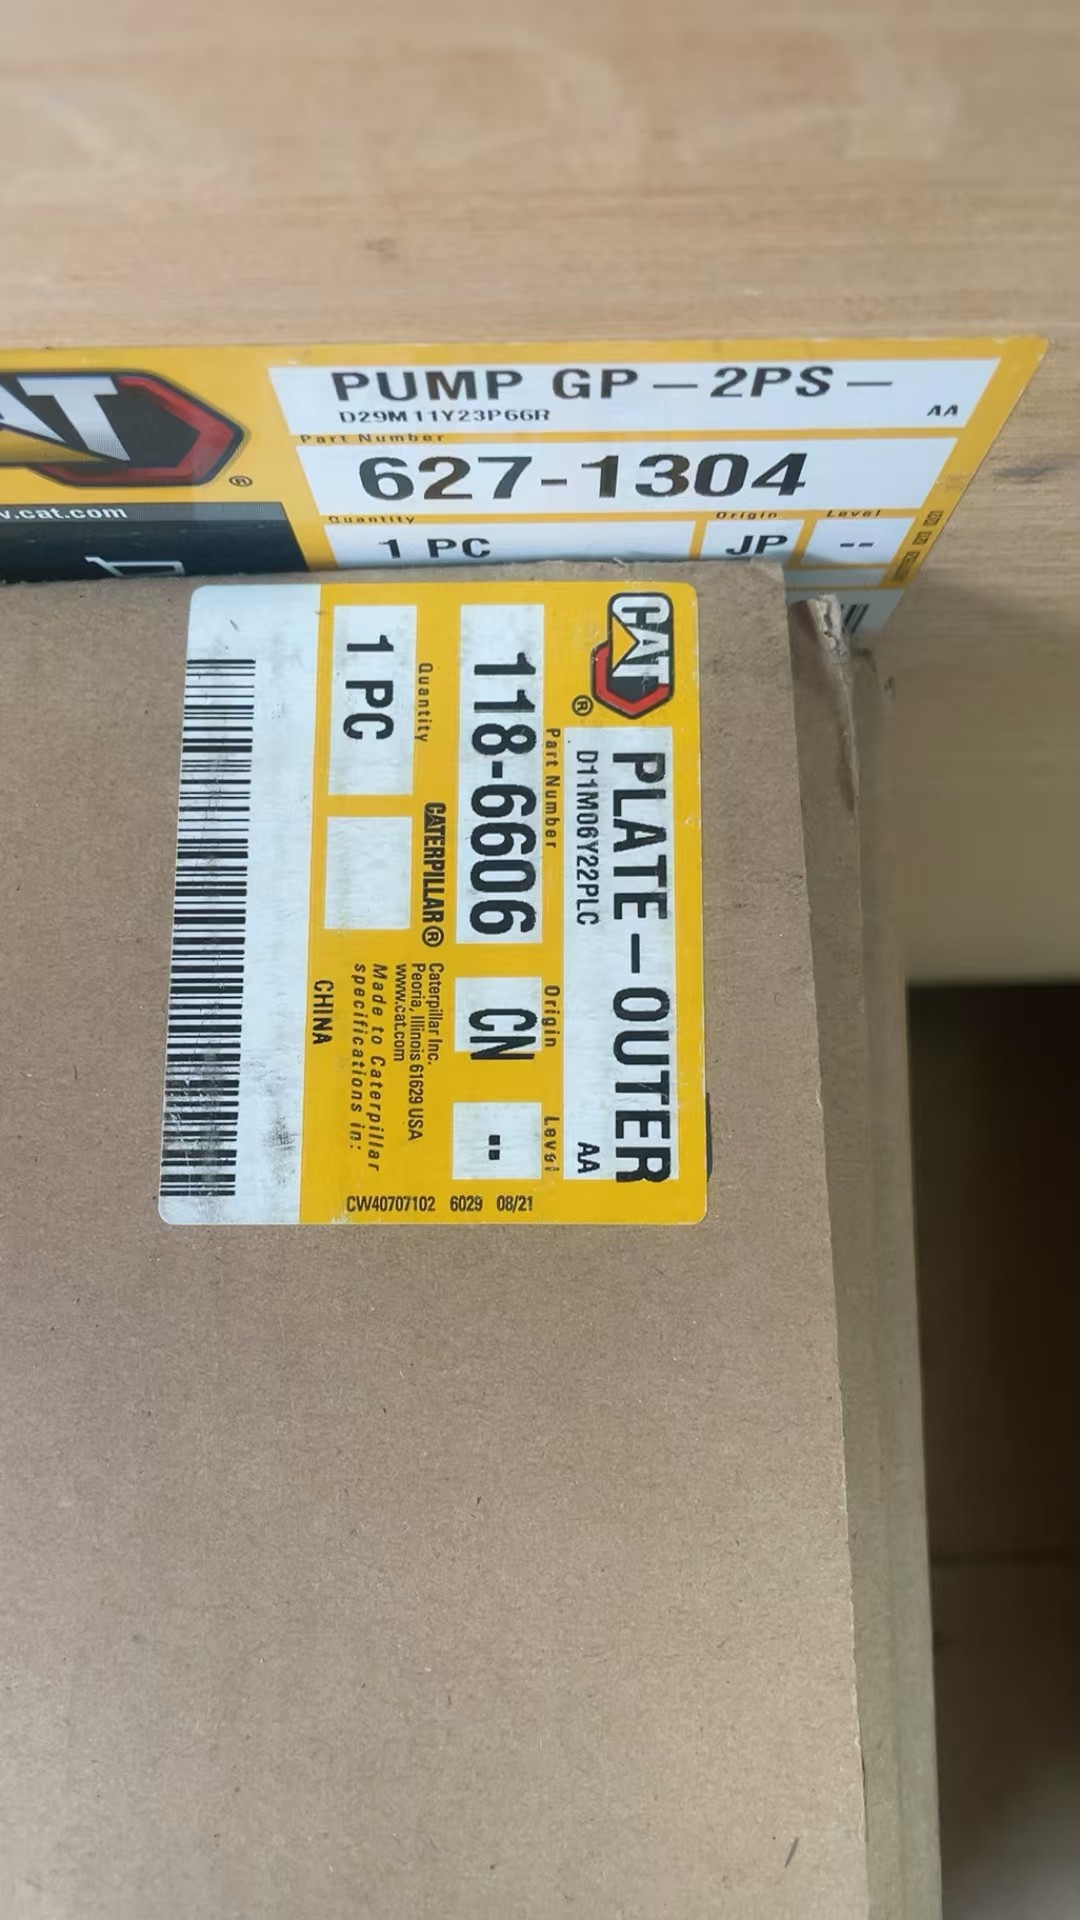 CAT
®
PUMP GP-2PS-
D29M11Y23P66R
AA
Part Number
627-1304
.cat.com
Quantity
Origin
Level
1 PC
JP
--
CAT
®
PLATE-OUTER
D11M06Y22PLC
AA
Part Number
Origin
Level
118-6606
CN
--
Quantity
CATERPILLAR®
1 PC
Caterpillar Inc.
Peoria, Illinois 61629 USA
www.cat.com
Made to Caterpillar
specifications in:
CHINA
CW40707102 6029 08/21